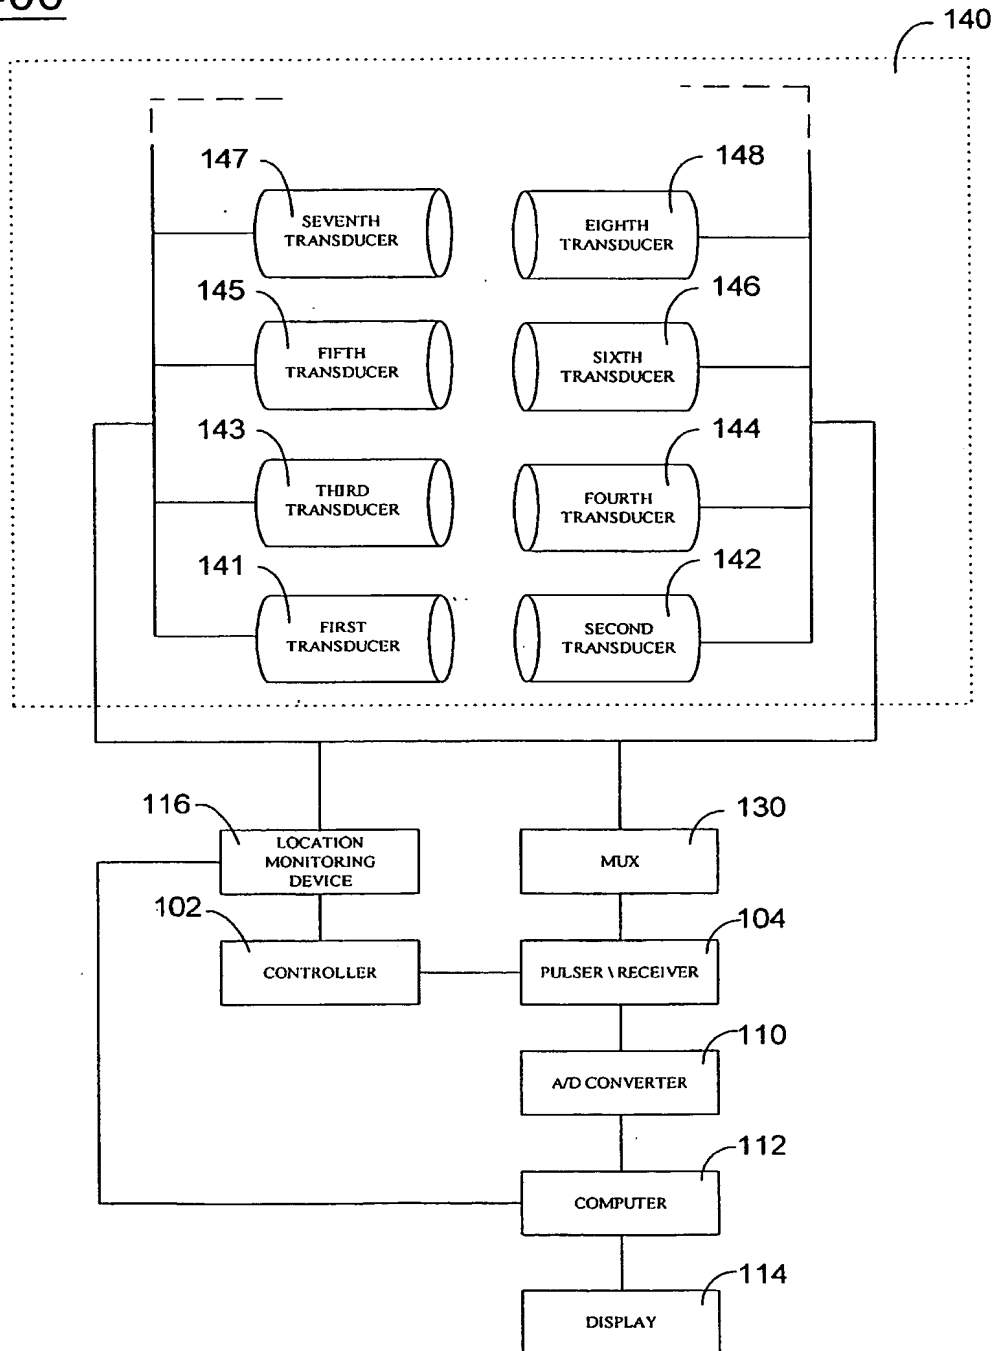 140
147
SEVENTH
TRANSDUCER
148
EIGHTH
TRANSDUCER
145
FIFTH
TRANSDUCER
146
SIXTH
TRANSDUCER
143
THIRD
TRANSDUCER
144
FOURTH
TRANSDUCER
141
FIRST
TRANSDUCER
142
SECOND
TRANSDUCER
116
LOCATION
MONITORING
DEVICE
130
MUX
102
CONTROLLER
104
PULSER \ RECEIVER
110
A/D CONVERTER
112
COMPUTER
114
DISPLAY